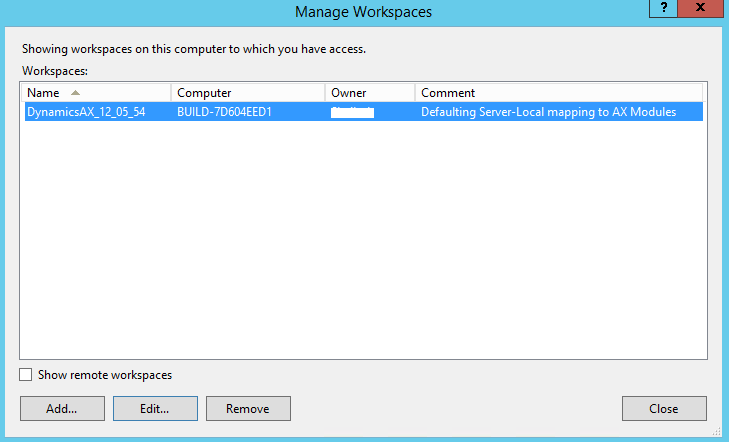 Manage Workspaces
?
X
Showing workspaces on this computer to which you have access.
Workspaces:
Name Computer Owner Comment
DynamicsAX_12_05_54 BUILD-7D604EED1 Defaulting Server-Local mapping to AX Modules
Show remote workspaces
Add... Edit... Remove Close